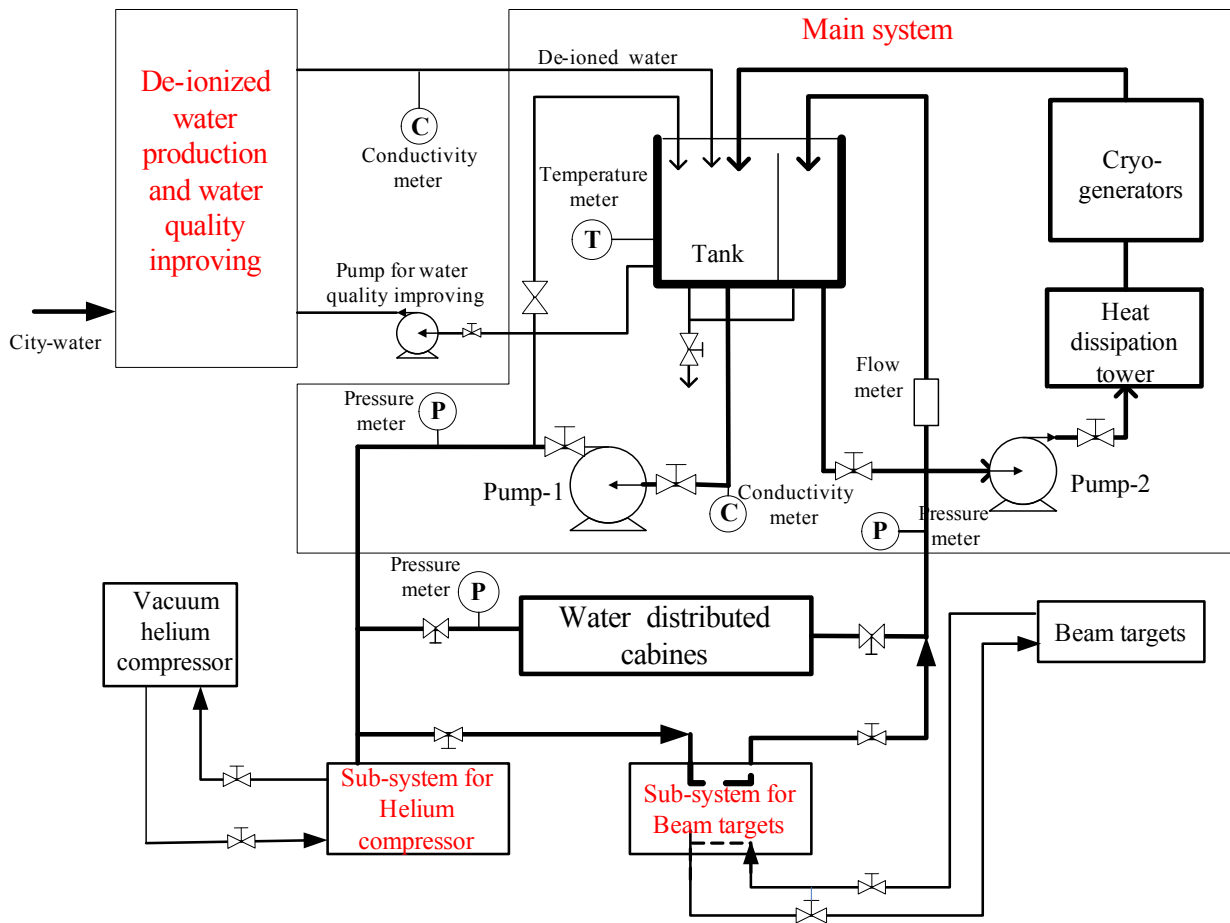 Main system
De-ioned water
De-ionized
water
production
and water
quality
inproving
C
Conductivity
meter
Temperature
meter
T
Tank
Cryo-
generators
Pump for water
quality improving
City-water
Heat
dissipation
tower
Flow
meter
Pressure
meter
P
Pump-1
C
Conductivity
meter
P
Pressure
meter
Pump-2
Pressure
meter
P
Vacuum
helium
compressor
Water distributed
cabines
Beam targets
Sub-system for
Helium
compressor
Sub-system for
Beam targets